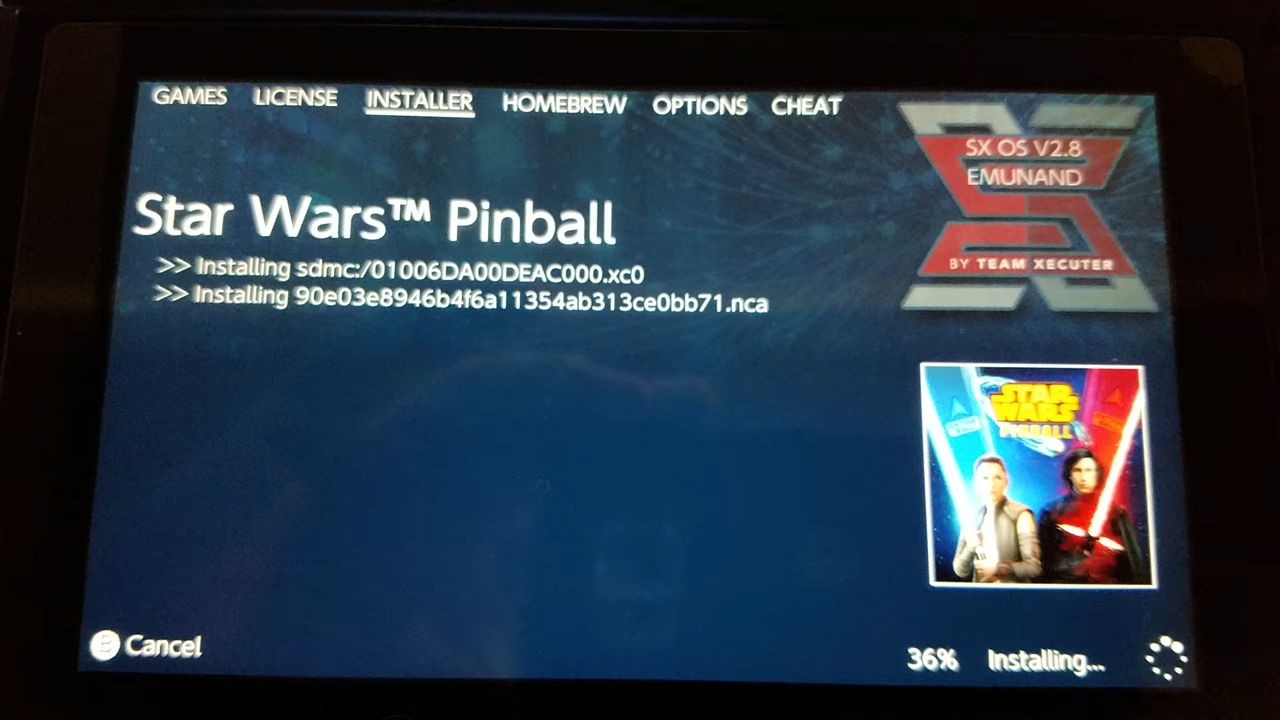 GAMES LICENSE INSTALLER HOMEBREW OPTIONS CHEAT
SX OS V2.8
EMUNAND
BY TEAM XECUTER
Star Wars™ Pinball
>> Installing sdmc:/01006DA00DEAC000.xc0
>> Installing 90e03e8946b4f6a11354ab313ce0bb71.nca
STAR
WARS
PINBALL
B Cancel
36% Installing...